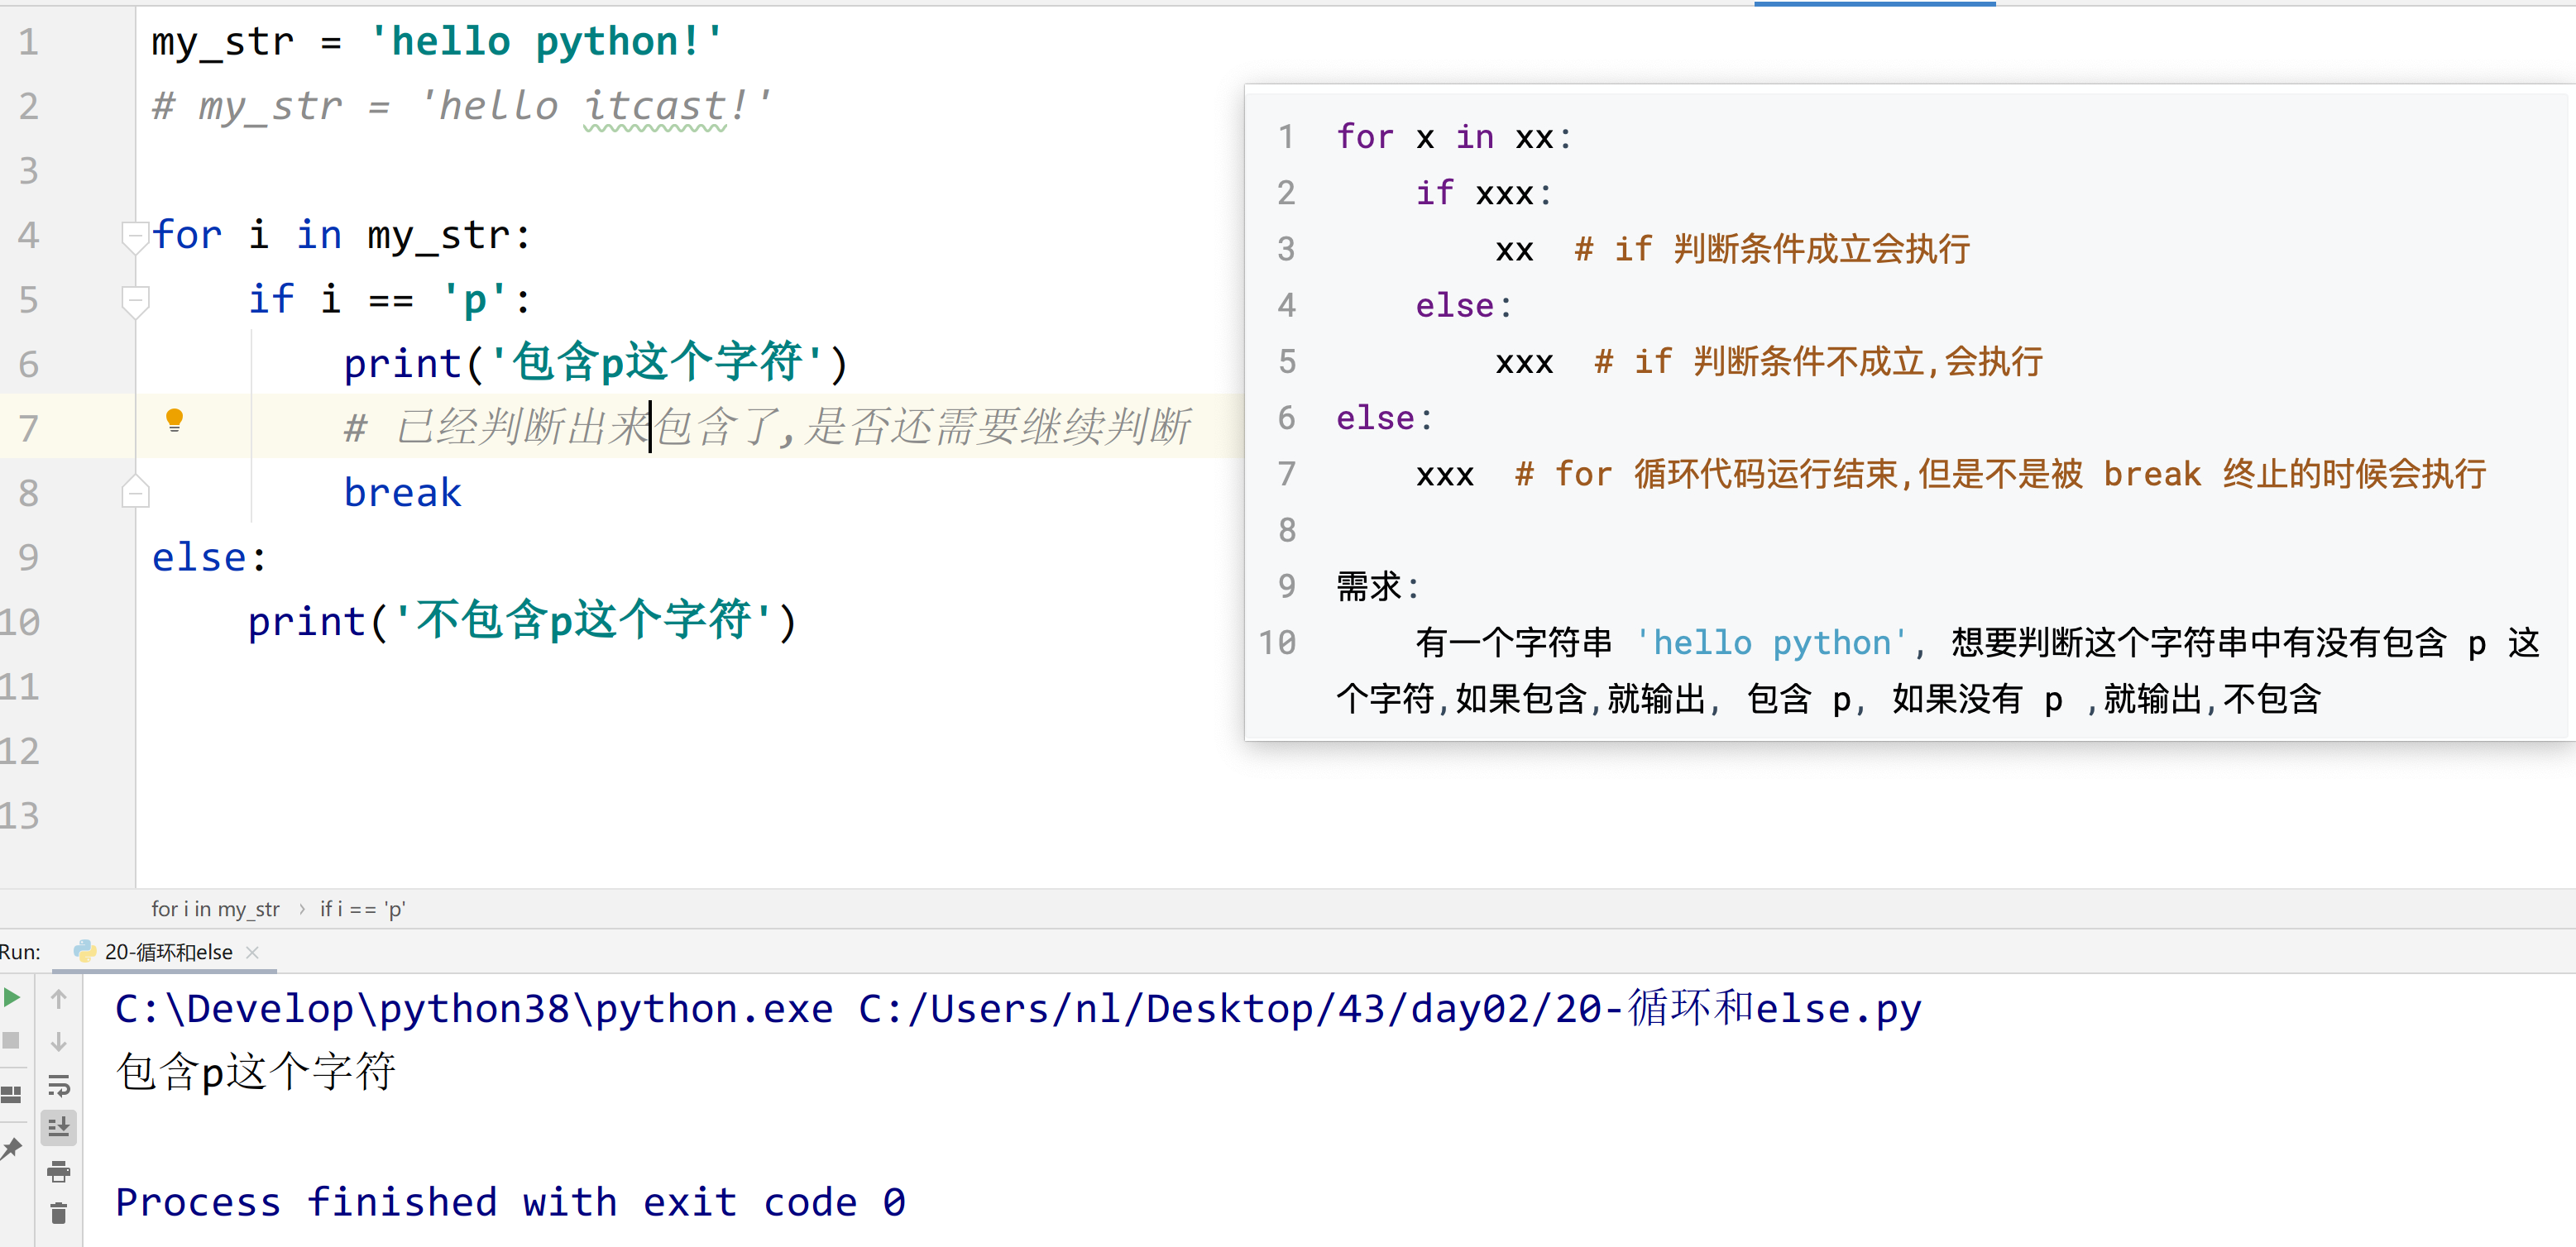 1 my_str = 'hello python!'
2 # my_str = 'hello itcast!'
3
4 for i in my_str:
5     if i == 'p':
6         print('包含p这个字符')
7         # 已经判断出来包含了,是否还需要继续判断
8         break
9 else:
10     print('不包含p这个字符')
11
12
13
1 for x in xx:
2     if xxx:
3         xx  # if 判断条件成立会执行
4     else:
5         xxx  # if 判断条件不成立,会执行
6 else:
7     xxx  # for 循环代码运行结束,但是不是被 break 终止的时候会执行
8
9 需求:
10     有一个字符串 'hello python', 想要判断这个字符串中有没有包含 p 这
个字符,如果包含,就输出, 包含 p, 如果没有 p ,就输出,不包含
for i in my_str › if i == 'p'
Run: 20-循环和else
C:\Develop\python38\python.exe C:/Users/nl/Desktop/43/day02/20-循环和else.py
包含p这个字符
Process finished with exit code 0